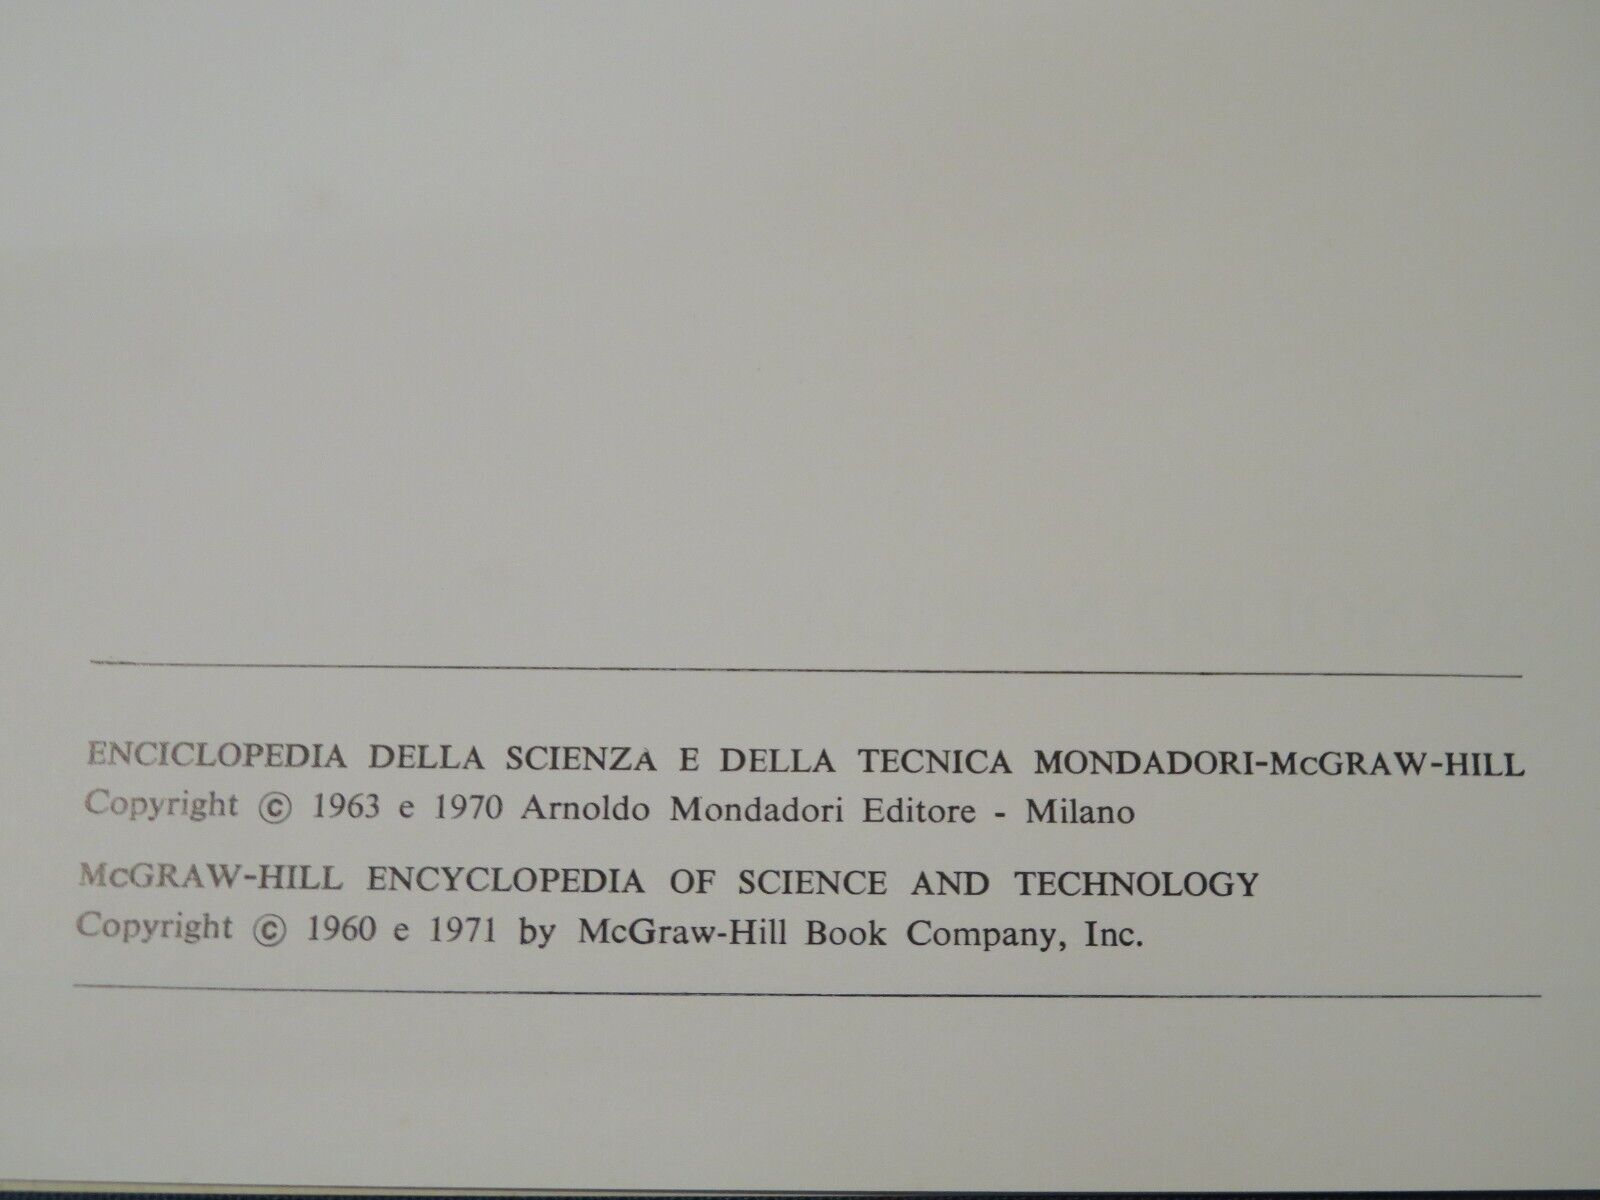 ENCICLOPEDIA DELLA SCIENZA E DELLA TECNICA MONDADORI-McGRAW-HILL
Copyright © 1963 e 1970 Arnoldo Mondadori Editore - Milano
McGRAW-HILL ENCYCLOPEDIA OF SCIENCE AND TECHNOLOGY
Copyright © 1960 e 1971 by McGraw-Hill Book Company, Inc.